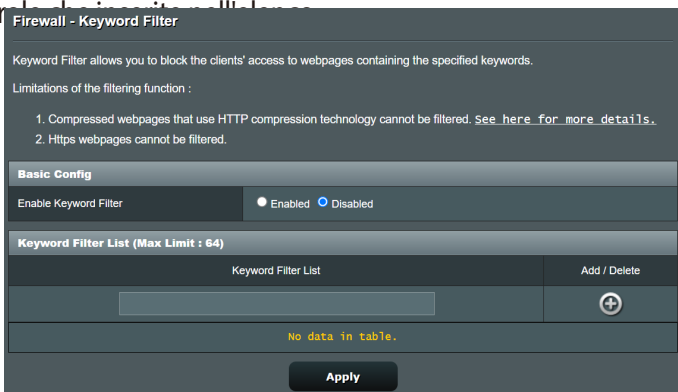 Firewall - Keyword Filter
Keyword Filter allows you to block the clients' access to webpages containing the specified keywords.
Limitations of the filtering function :
1. Compressed webpages that use HTTP compression technology cannot be filtered. See here for more details.
2. Https webpages cannot be filtered.
Basic Config
Enable Keyword Filter
Enabled Disabled
Keyword Filter List (Max Limit : 64)
Keyword Filter List Add / Delete
No data in table.
Apply